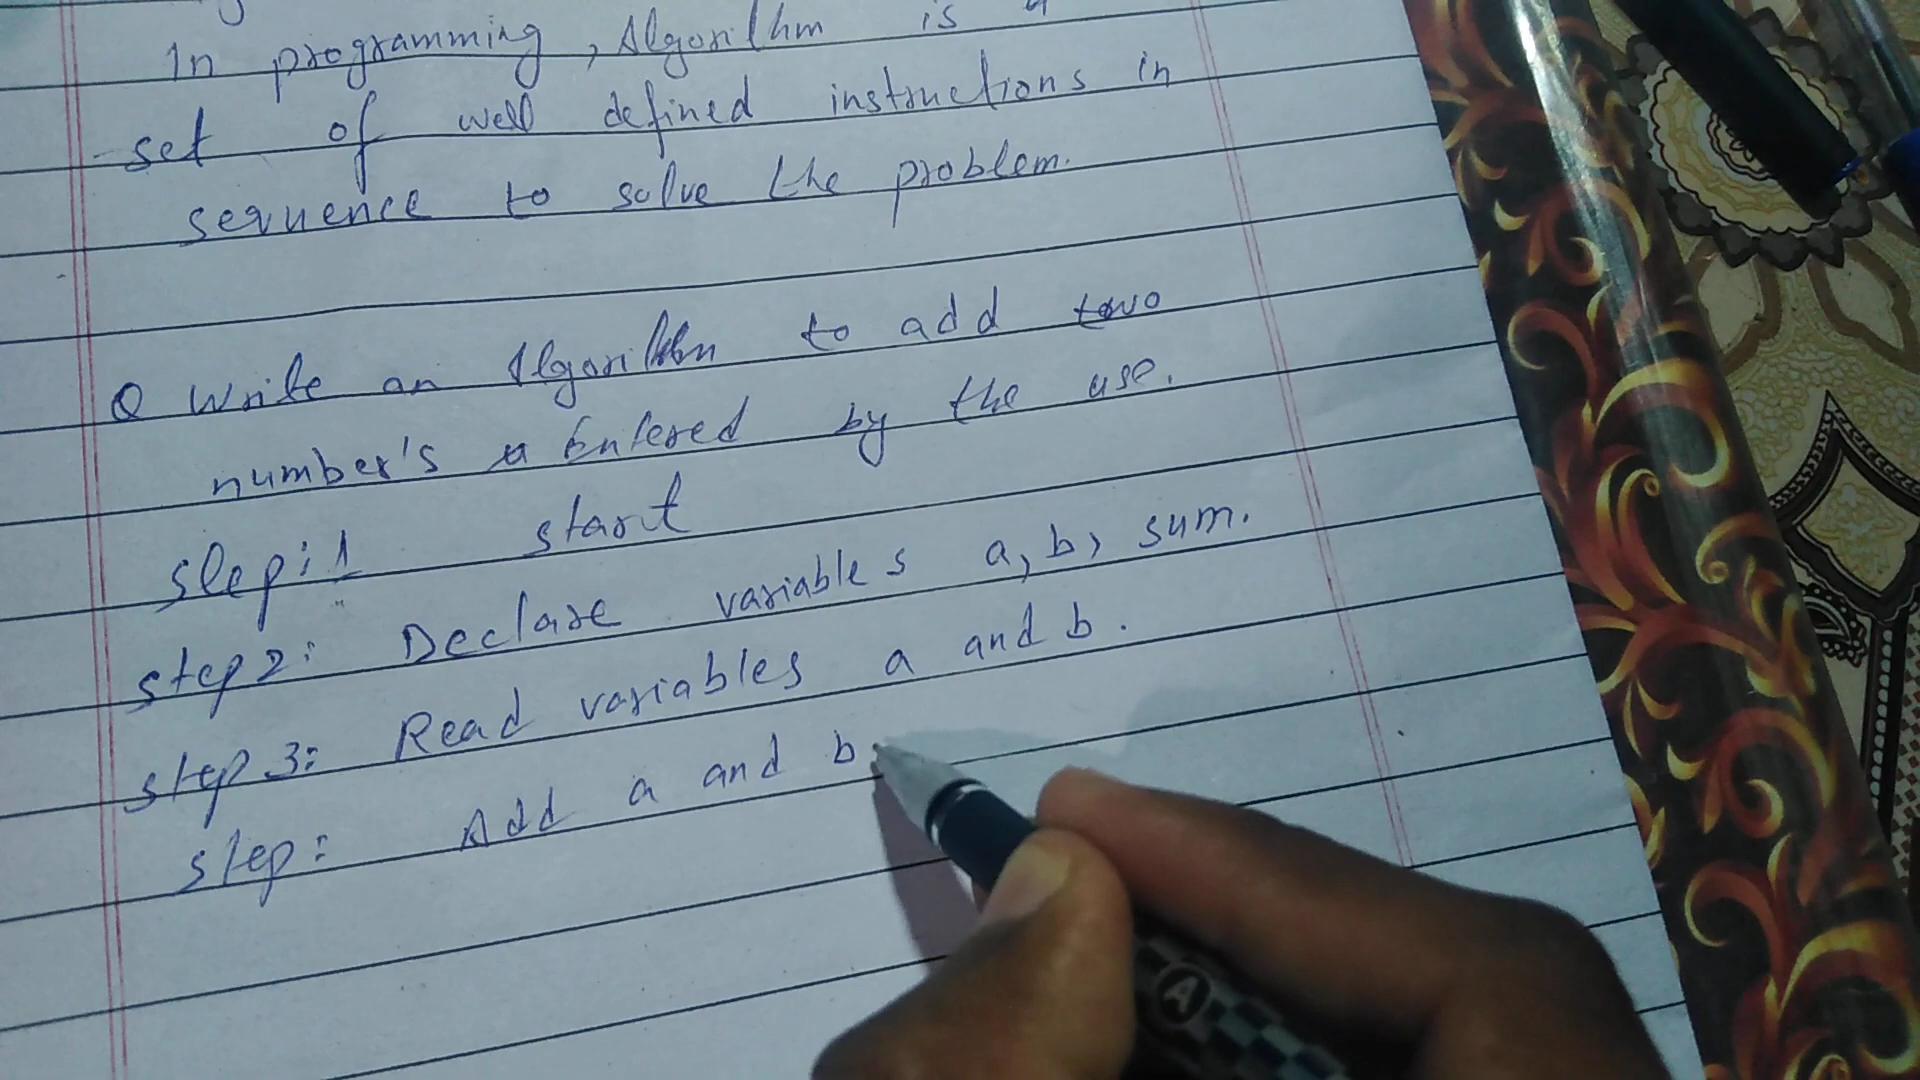 In programming, Algorithm is a
set of well defined instructions in
seruence to solve the problem.
Q Write an Algorithm to add two
number's Entered by the use.
step:1 start
step2: Declare variables a, b, sum.
step 3: Read variables a and b.
step: Add a and b
A